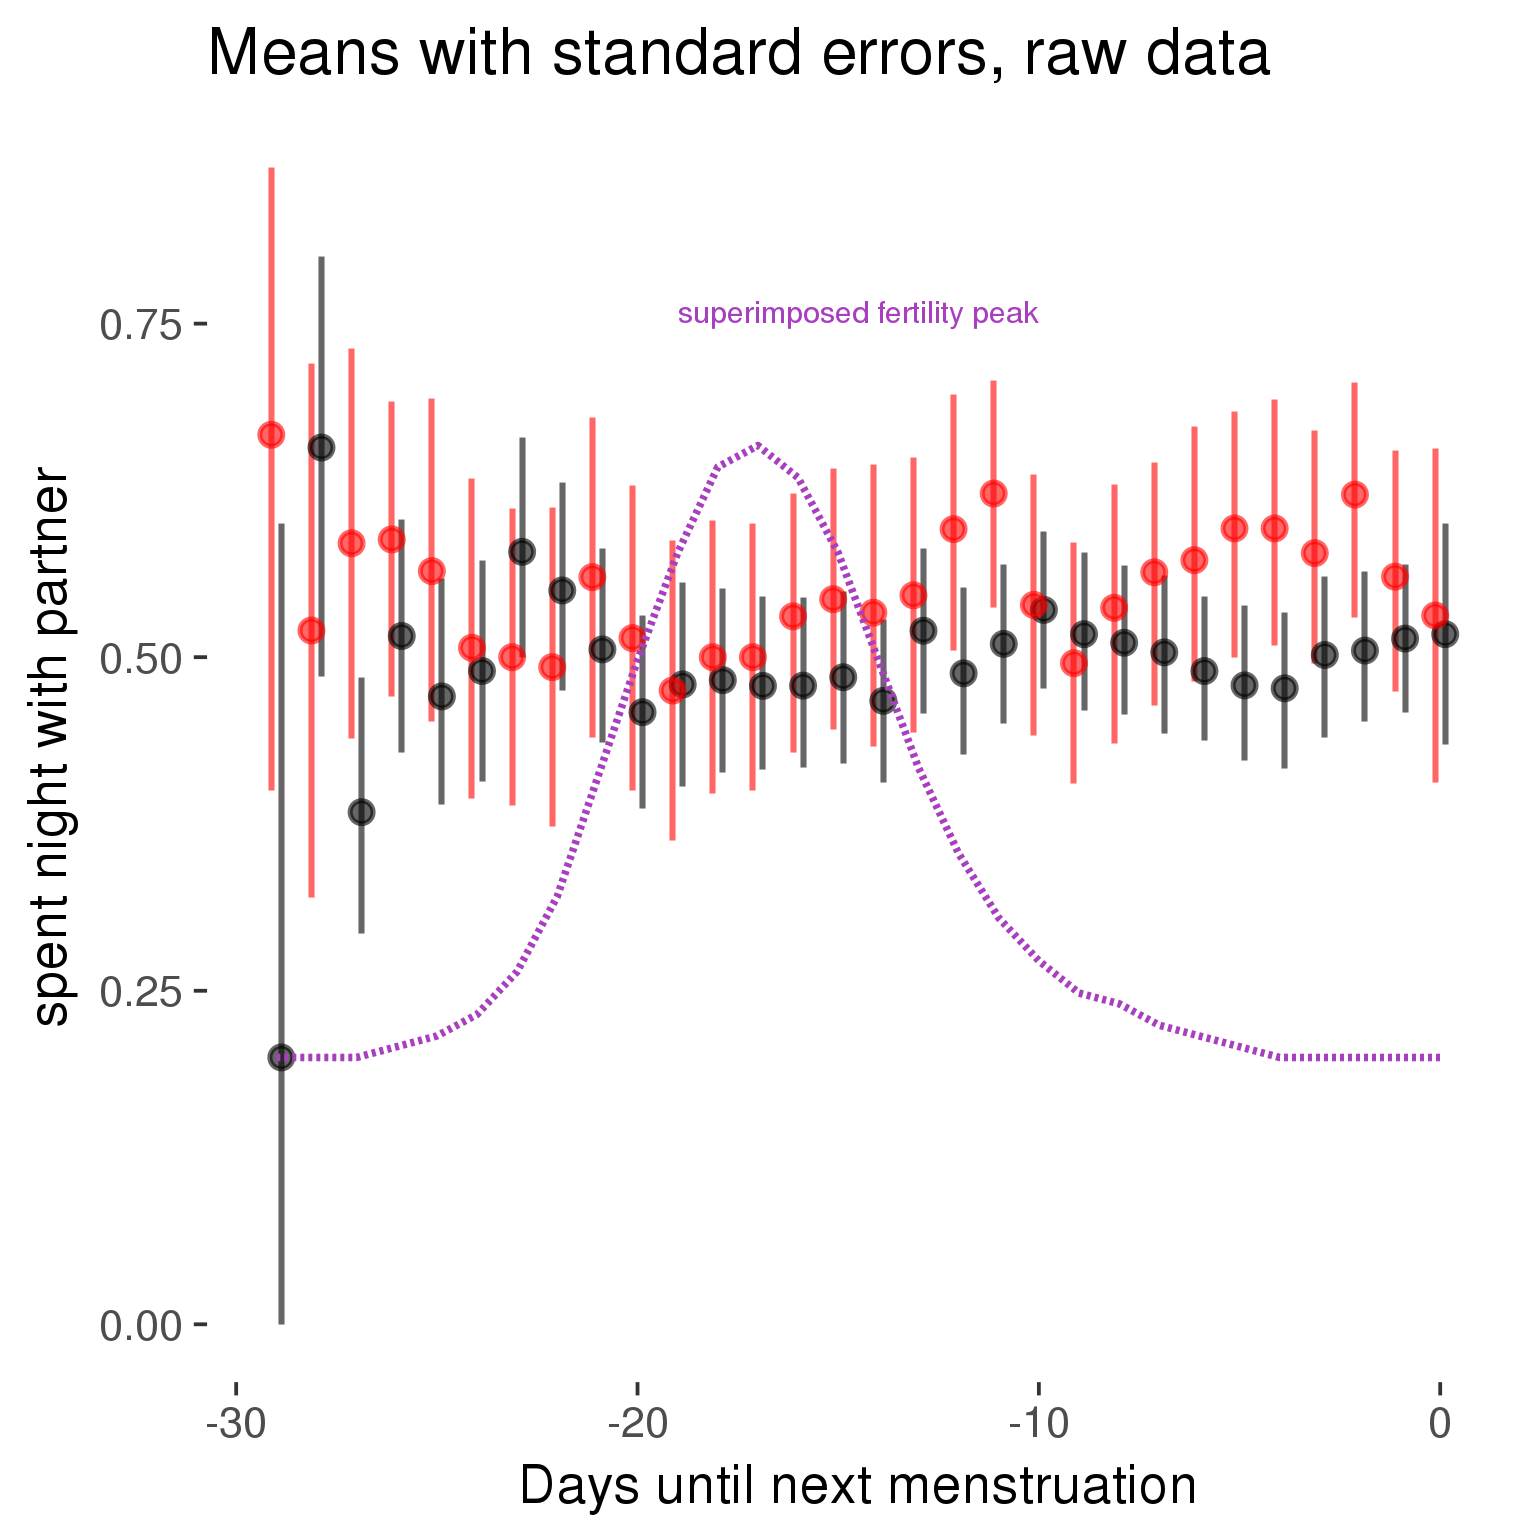 Means with standard errors, raw data
superimposed fertility peak
spent night with partner
0.75
0.50
0.25
0.00
-30
-20
-10
0
Days until next menstruation